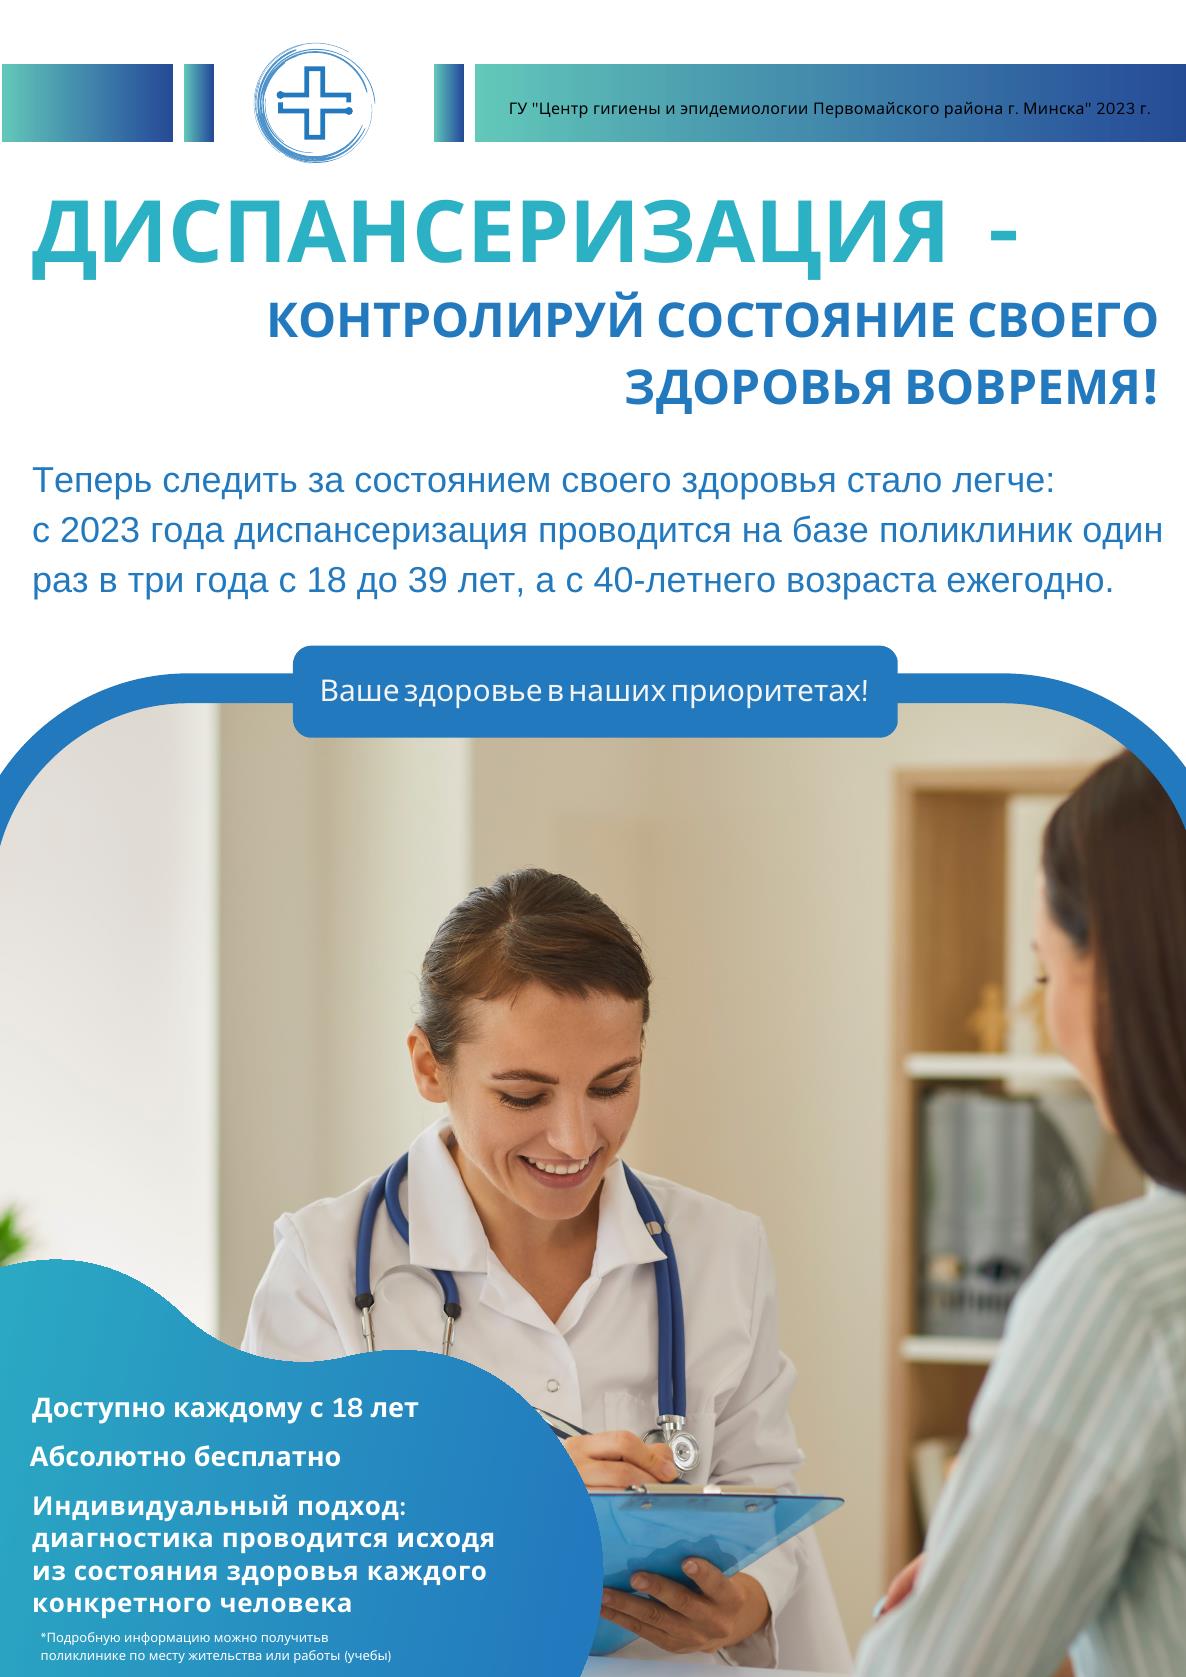 ГУ "Центр гигиены и эпидемиологии Первомайского района г. Минска" 2023 г.
ДИСПАНСЕРИЗАЦИЯ -
КОНТРОЛИРУЙ СОСТОЯНИЕ СВОЕГО
ЗДОРОВЬЯ ВОВРЕМЯ!
Теперь следить за состоянием своего здоровья стало легче:
с 2023 года диспансеризация проводится на базе поликлиник один
раз в три года с 18 до 39 лет, а с 40-летнего возраста ежегодно.
Ваше здоровье в наших приоритетах!
Доступно каждому с 18 лет
Абсолютно бесплатно
Индивидуальный подход:
диагностика проводится исходя
из состояния здоровья каждого
конкретного человека
*Подробную информацию можно получитьв
поликлинике по месту жительства или работы (учебы)